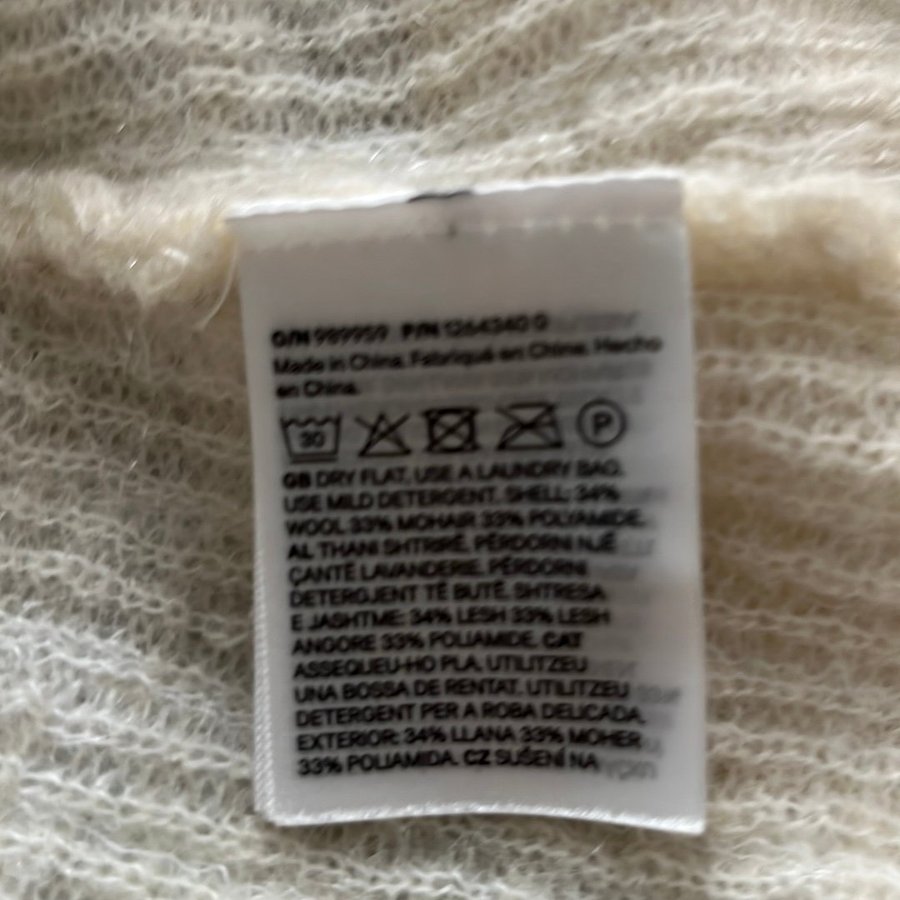 O/N 989959 P/N 1264340 0
Made in China. Fabriqué en Chine. Hecho
en China.
30 P
GB DRY FLAT. USE A LAUNDRY BAG.
USE MILD DETERGENT. SHELL: 34%
WOOL 33% MOHAIR 33% POLYAMIDE.
AL THANI SHTRIRË. PËRDORNI NJË
ÇANTË LAVANDERIE. PËRDORNI
DETERGJENT TË BUTË. SHTRESA
E JASHTME: 34% LESH 33% LESH
ANGORE 33% POLIAMIDE. CAT
ASSEQUEU-HO PLA. UTILITZEU
UNA BOSSA DE RENTAT. UTILITZEU
DETERGENT PER A ROBA DELICADA.
EXTERIOR: 34% LLANA 33% MOHER
33% POLIAMIDA. CZ SUŠENÍ NA